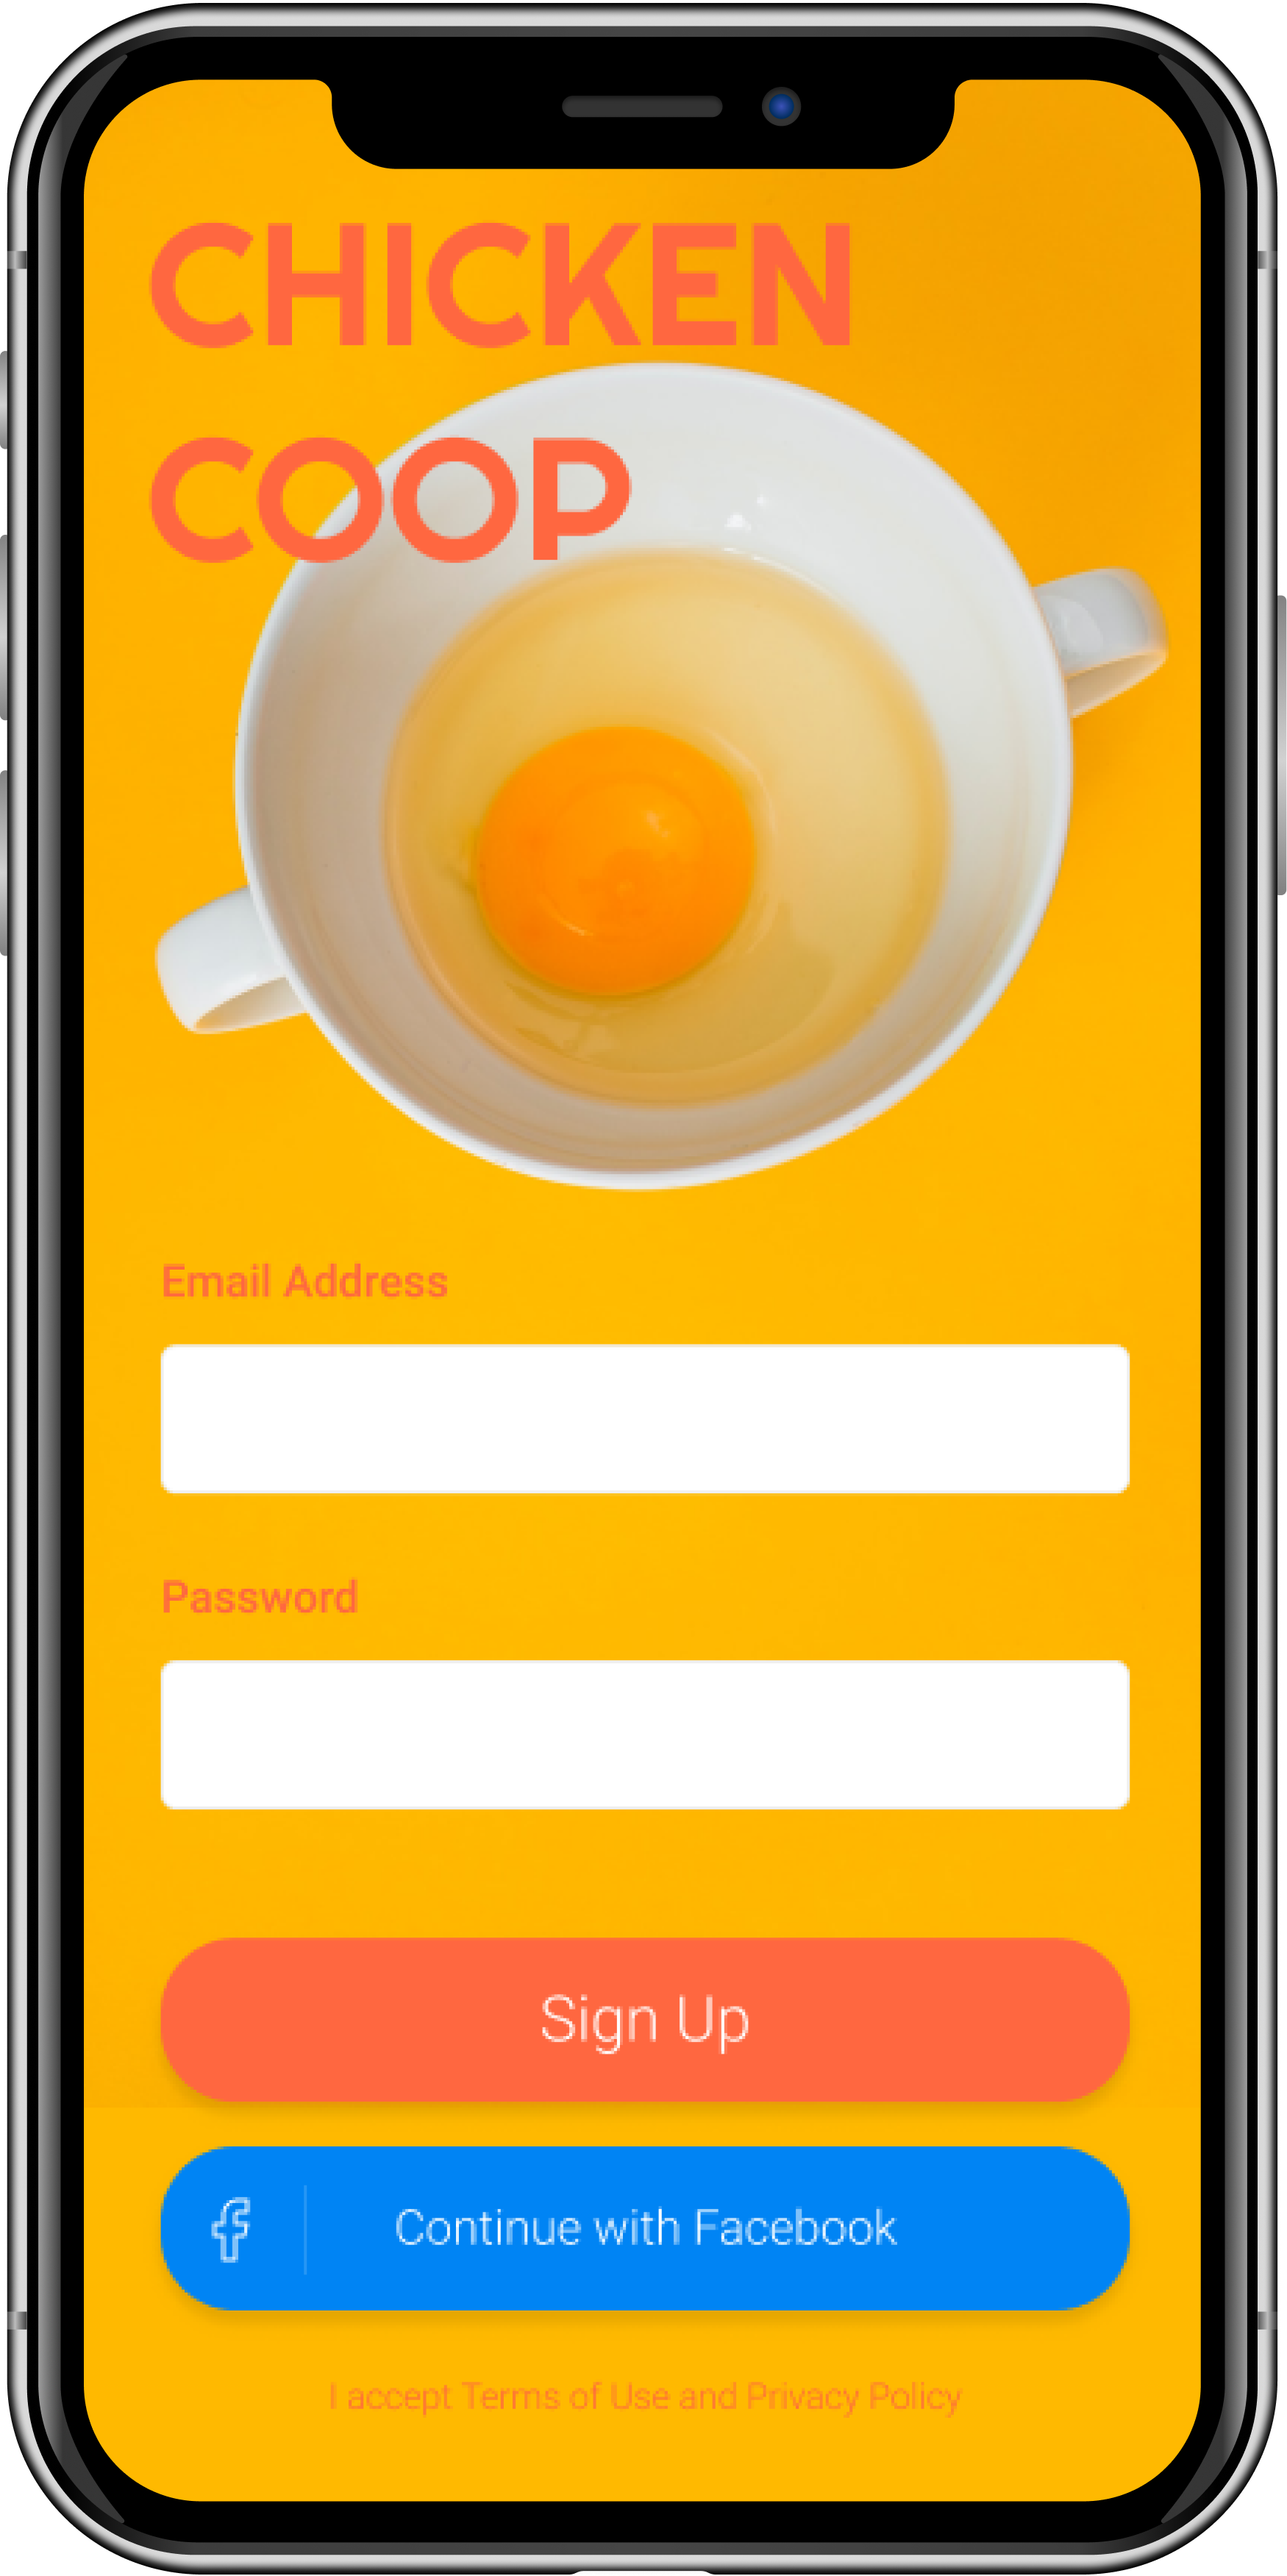 CHICKEN
COOP
Email Address
Password
Sign Up
Continue with Facebook
I accept Terms of Use and Privacy Policy